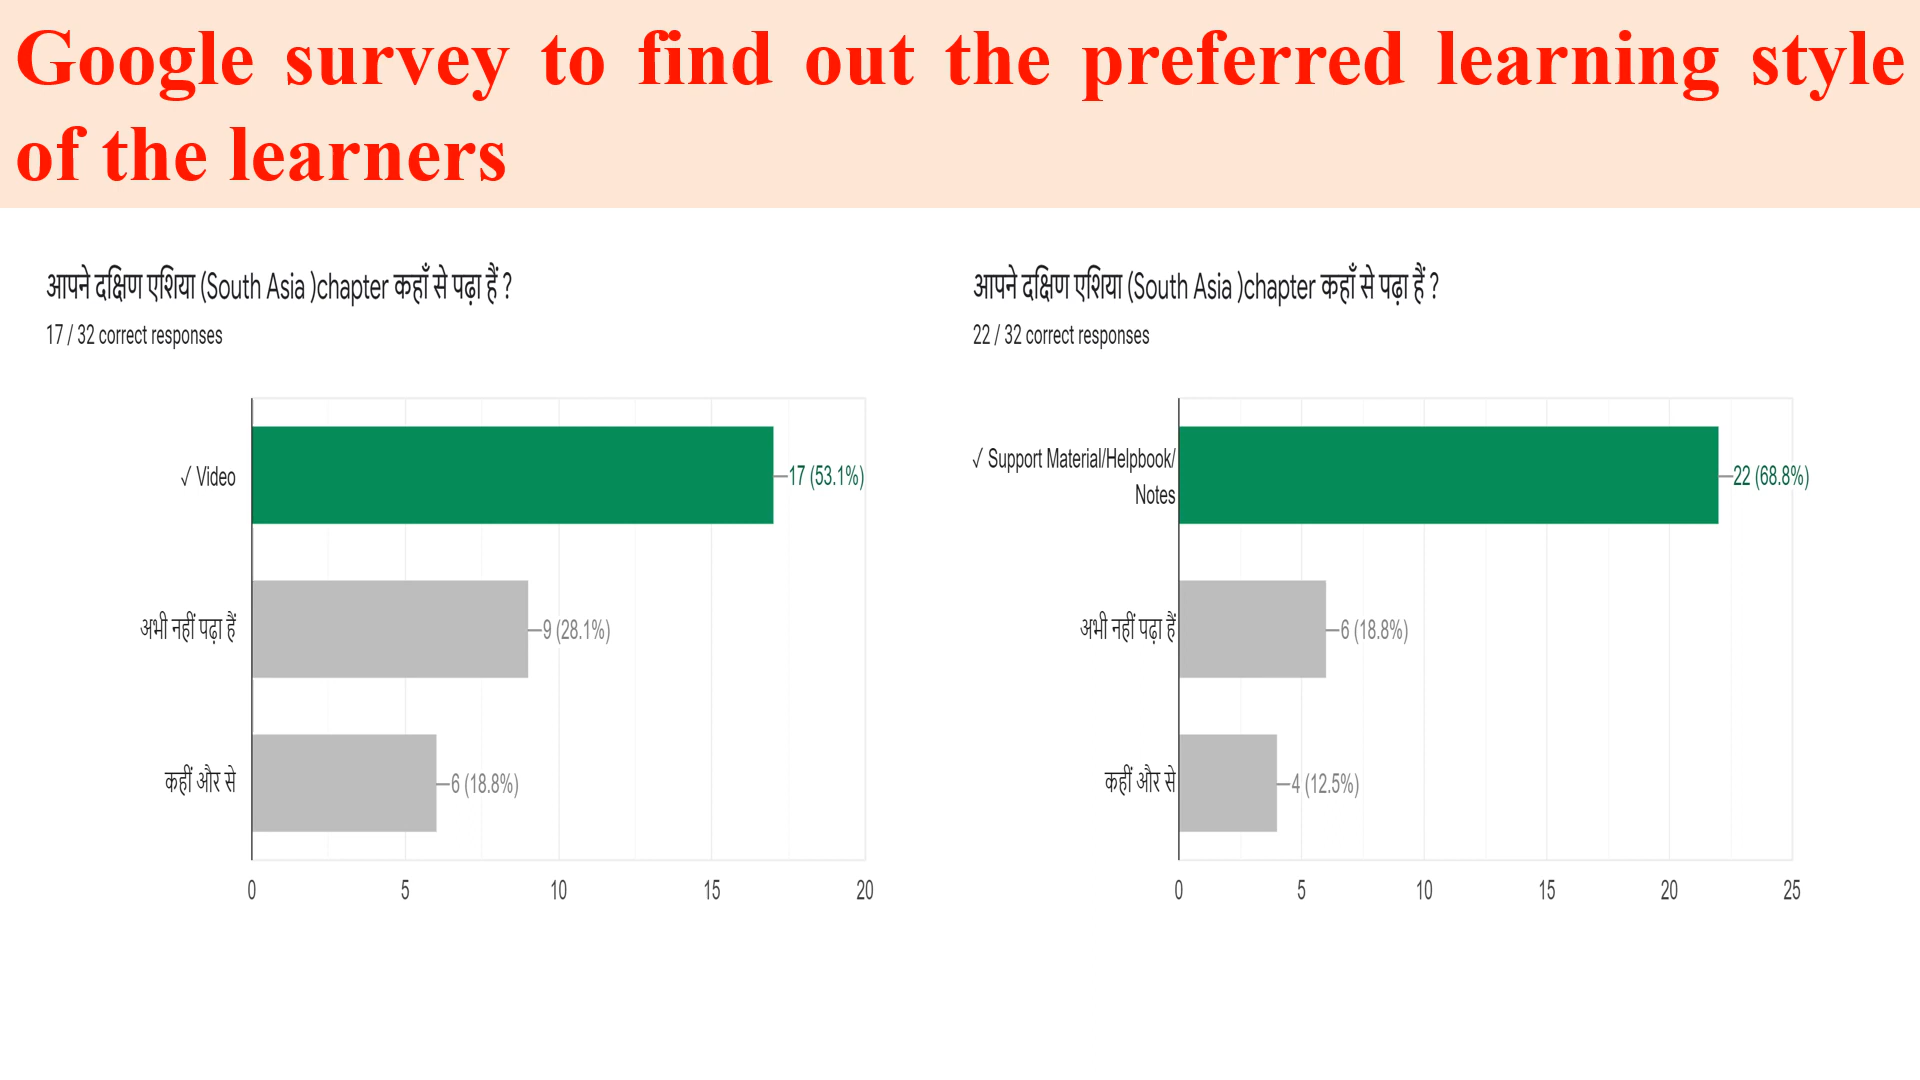 Google survey to find out the preferred learning style
of the learners
आपने दक्षिण एशिया (South Asia )chapter कहाँ से पढ़ा हैं ?
17 / 32 correct responses
✓ Video
17 (53.1%)
अभी नहीं पढ़ा हैं
9 (28.1%)
कहीं और से
6 (18.8%)
0 5 10 15 20
आपने दक्षिण एशिया (South Asia )chapter कहाँ से पढ़ा हैं ?
22 / 32 correct responses
✓ Support Material/Helpbook/
Notes
22 (68.8%)
अभी नहीं पढ़ा हैं
6 (18.8%)
कहीं और से
4 (12.5%)
0 5 10 15 20 25